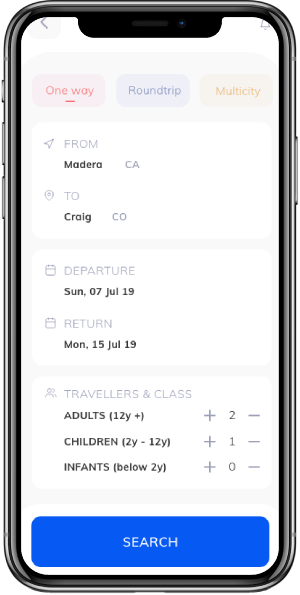 One way Roundtrip Multicity
FROM
Madera CA
TO
Craig CO
DEPARTURE
Sun, 07 Jul 19
RETURN
Mon, 15 Jul 19
TRAVELLERS & CLASS
ADULTS (12y +) + 2 —
CHILDREN (2y - 12y) + 1 —
INFANTS (below 2y) + 0 —
SEARCH